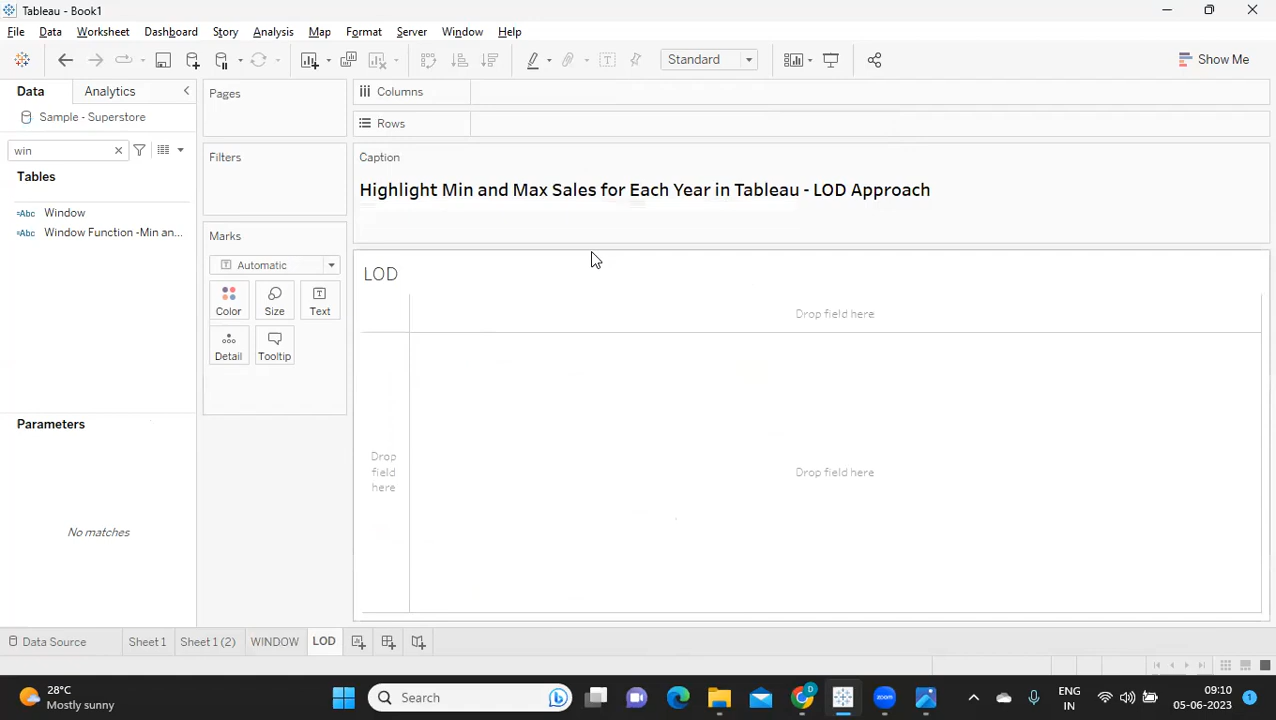 Tableau - Book1
File Data Worksheet Dashboard Story Analysis Map Format Server Window Help
Standard
Show Me
Data Analytics
Pages
Columns
Sample - Superstore
Rows
win
Filters
Caption
Tables
Highlight Min and Max Sales for Each Year in Tableau - LOD Approach
=Abc Window
=Abc Window Function -Min an...
Marks
Automatic
LOD
Color Size Text
Drop field here
Detail Tooltip
Parameters
Drop
field
here
Drop field here
No matches
Data Source Sheet 1 Sheet 1 (2) WINDOW LOD
28°C
Mostly sunny
Search
ENG
IN
09:10
05-06-2023
1